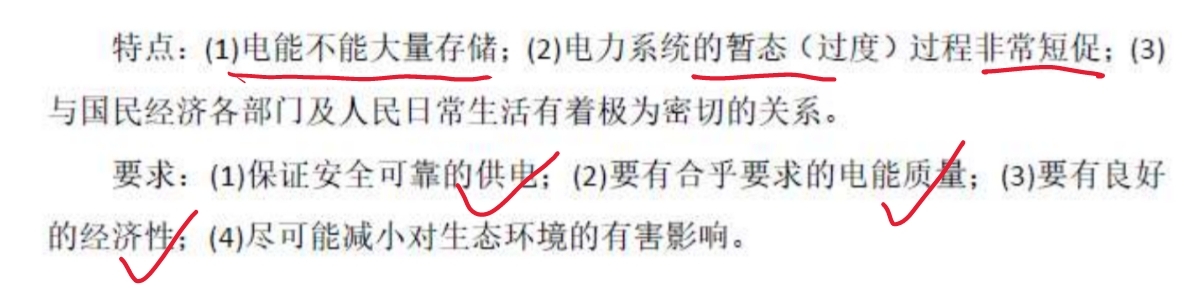 特点：(1)电能不能大量存储；(2)电力系统的暂态（过度）过程非常短促；(3)
与国民经济各部门及人民日常生活有着极为密切的关系。
要求：(1)保证安全可靠的供电；(2)要有合乎要求的电能质量；(3)要有良好
的经济性；(4)尽可能减小对生态环境的有害影响。